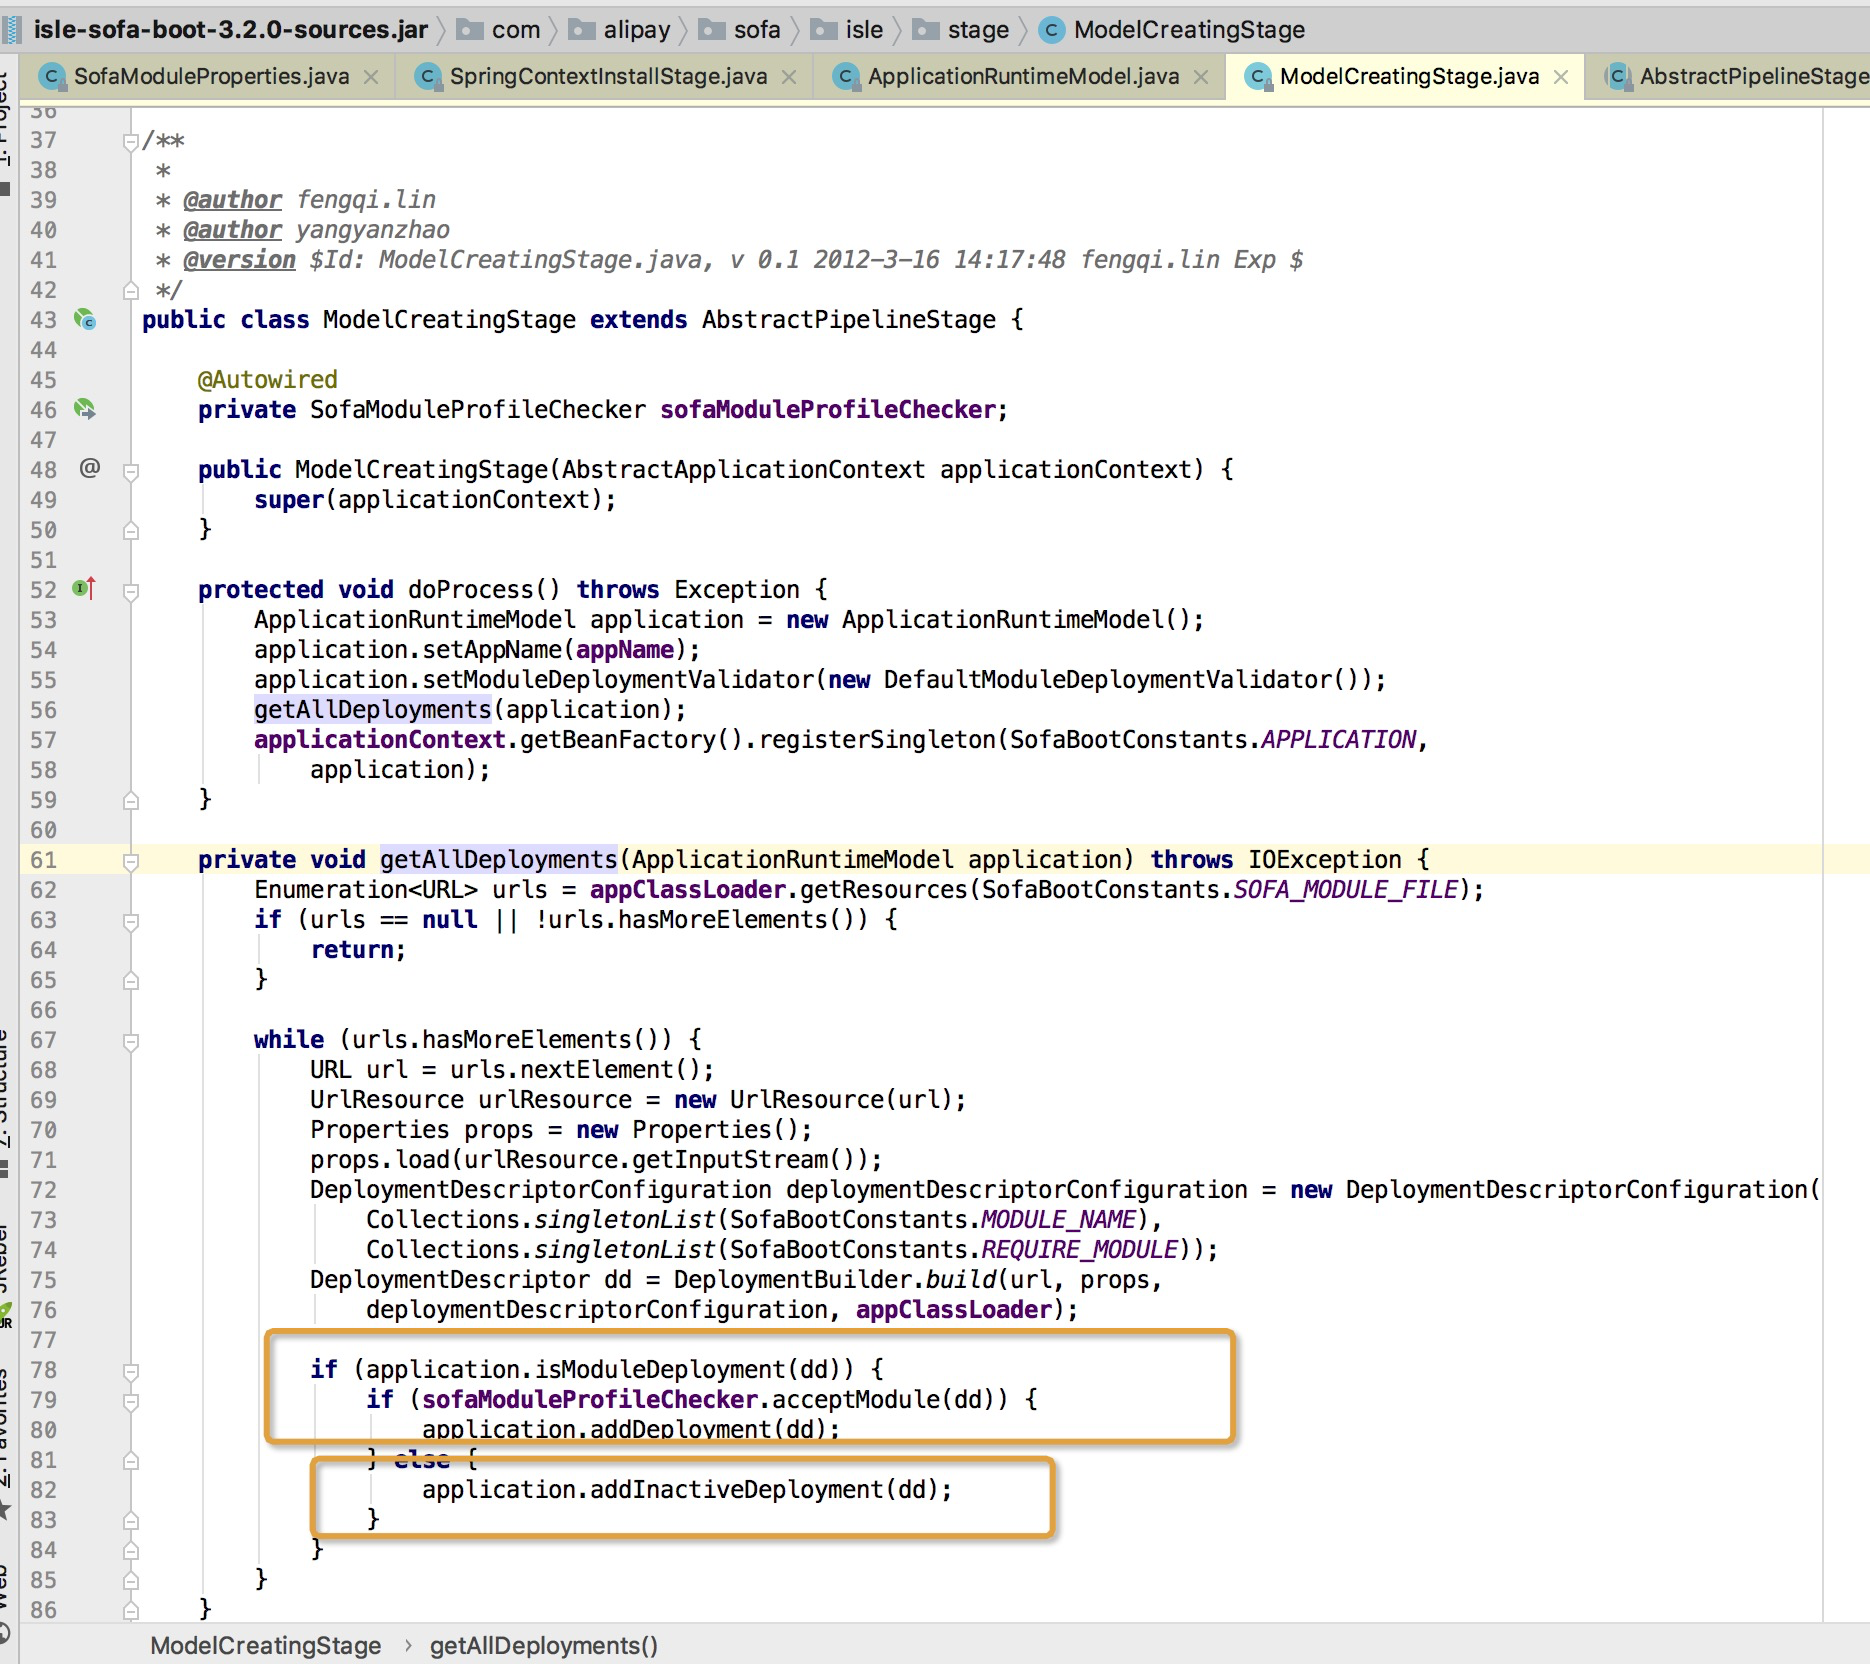 isle-sofa-boot-3.2.0-sources.jar com alipay sofa isle stage ModelCreatingStage
SofaModuleProperties.java SpringContextInstallStage.java ApplicationRuntimeModel.java ModelCreatingStage.java AbstractPipelineStage
36
37 /**
38 *
39 * @author fengqi.lin
40 * @author yangyanzhao
41 * @version $Id: ModelCreatingStage.java, v 0.1 2012-3-16 14:17:48 fengqi.lin Exp $
42 */
43 public class ModelCreatingStage extends AbstractPipelineStage {
44
45 @Autowired
46 private SofaModuleProfileChecker sofaModuleProfileChecker;
47
48 @ public ModelCreatingStage(AbstractApplicationContext applicationContext) {
49 super(applicationContext);
50 }
51
52 protected void doProcess() throws Exception {
53 ApplicationRuntimeModel application = new ApplicationRuntimeModel();
54 application.setAppName(appName);
55 application.setModuleDeploymentValidator(new DefaultModuleDeploymentValidator());
56 getAllDeployments(application);
57 applicationContext.getBeanFactory().registerSingleton(SofaBootConstants.APPLICATION,
58 application);
59 }
60
61 private void getAllDeployments(ApplicationRuntimeModel application) throws IOException {
62 Enumeration<URL> urls = appClassLoader.getResources(SofaBootConstants.SOFA_MODULE_FILE);
63 if (urls == null || !urls.hasMoreElements()) {
64 return;
65 }
66
67 while (urls.hasMoreElements()) {
68 URL url = urls.nextElement();
69 UrlResource urlResource = new UrlResource(url);
70 Properties props = new Properties();
71 props.load(urlResource.getInputStream());
72 DeploymentDescriptorConfiguration deploymentDescriptorConfiguration = new DeploymentDescriptorConfiguration(
73 Collections.singletonList(SofaBootConstants.MODULE_NAME),
74 Collections.singletonList(SofaBootConstants.REQUIRE_MODULE));
75 DeploymentDescriptor dd = DeploymentBuilder.build(url, props,
76 deploymentDescriptorConfiguration, appClassLoader);
77
78 if (application.isModuleDeployment(dd)) {
79 if (sofaModuleProfileChecker.acceptModule(dd)) {
80 application.addDeployment(dd);
81 } else {
82 application.addInactiveDeployment(dd);
83 }
84 }
85 }
86 }
ModelCreatingStage › getAllDeployments()
1: Project
7: Structure
JRebel
JR
2: Favorites
Web